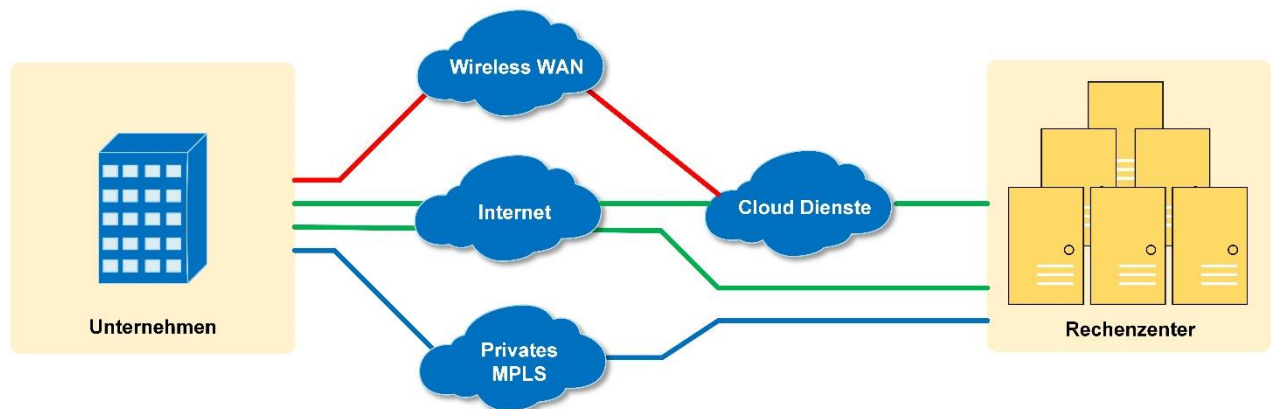 Wireless WAN
Internet
Cloud Dienste
Unternehmen
Privates
MPLS
Rechenzenter